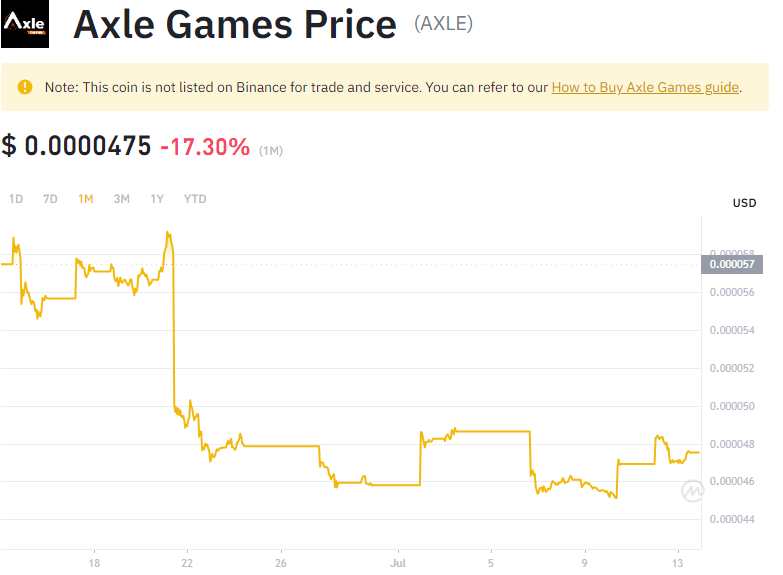 Axle
Axle Games Price (AXLE)
Note: This coin is not listed on Binance for trade and service. You can refer to our How to Buy Axle Games guide.
$ 0.0000475 -17.30% (1M)
1D 7D 1M 3M 1Y YTD
USD
0.000058
0.000057
0.000056
0.000054
0.000052
0.000050
0.000048
0.000046
0.000044
18 22 26 Jul 5 9 13